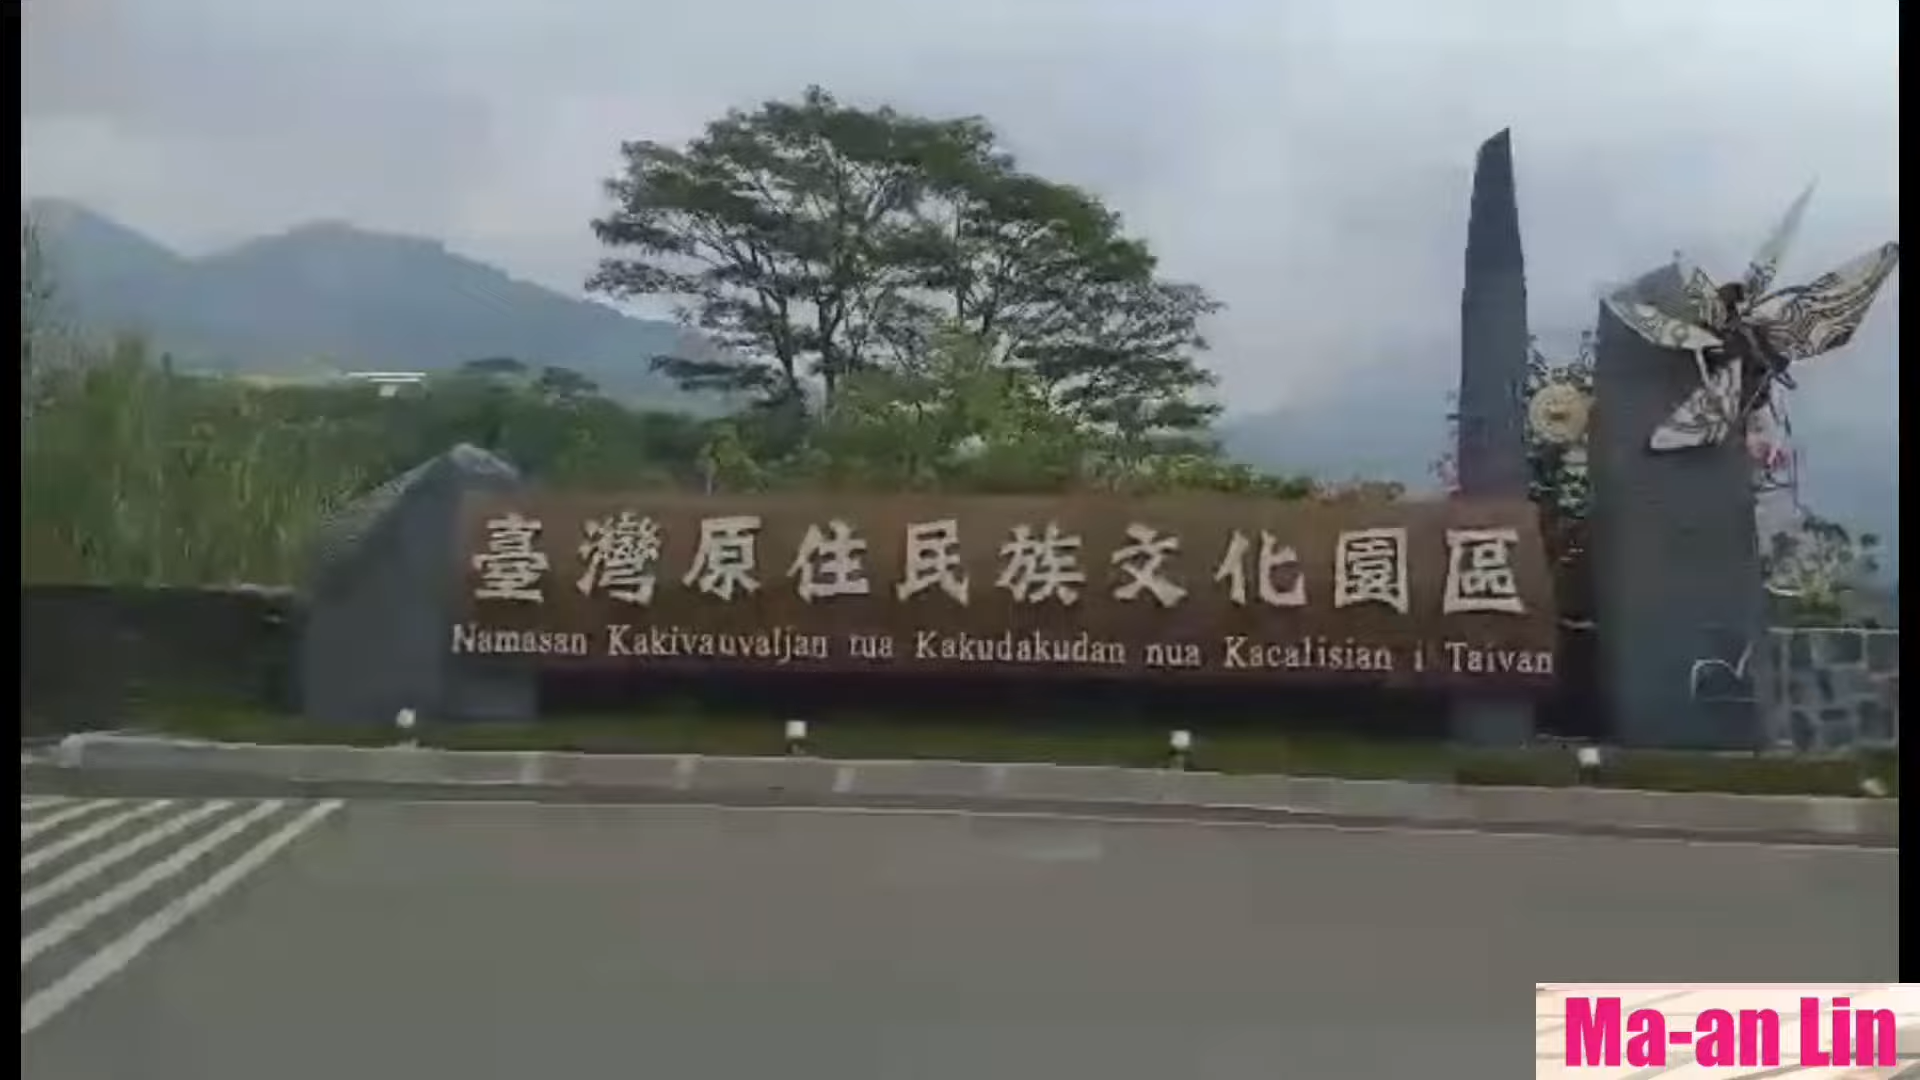 臺灣原住民族文化園區
Namasan Kakivauvaljan tua Kakudakudan nua Kacalisian i Taivan
Ma-an Lin